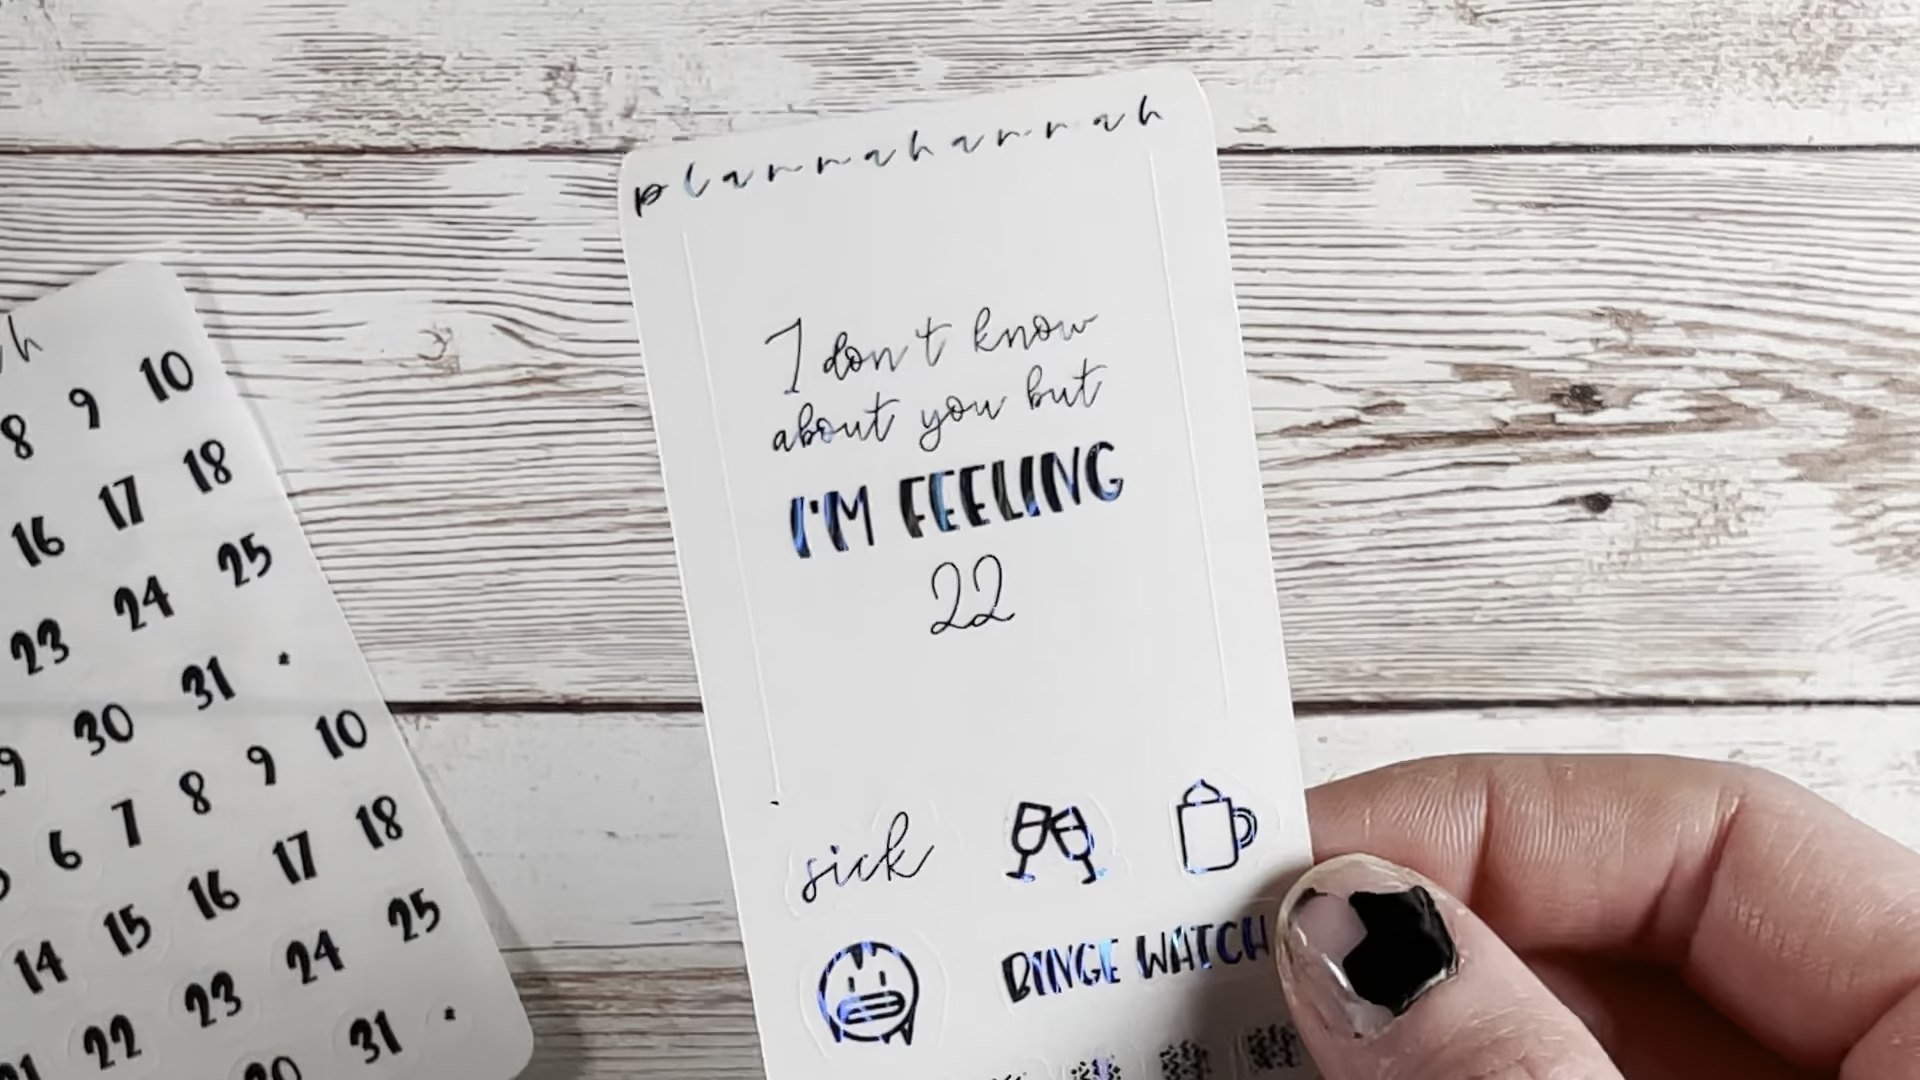 plannahannah
I don't know
about you but
I'M FEELING
22
sick
BINGE WATCH
h
8 9 10
16 17 18
23 24 25
30 31
6 7 8 9 10
14 15 16 17 18
22 23 24 25
30 31